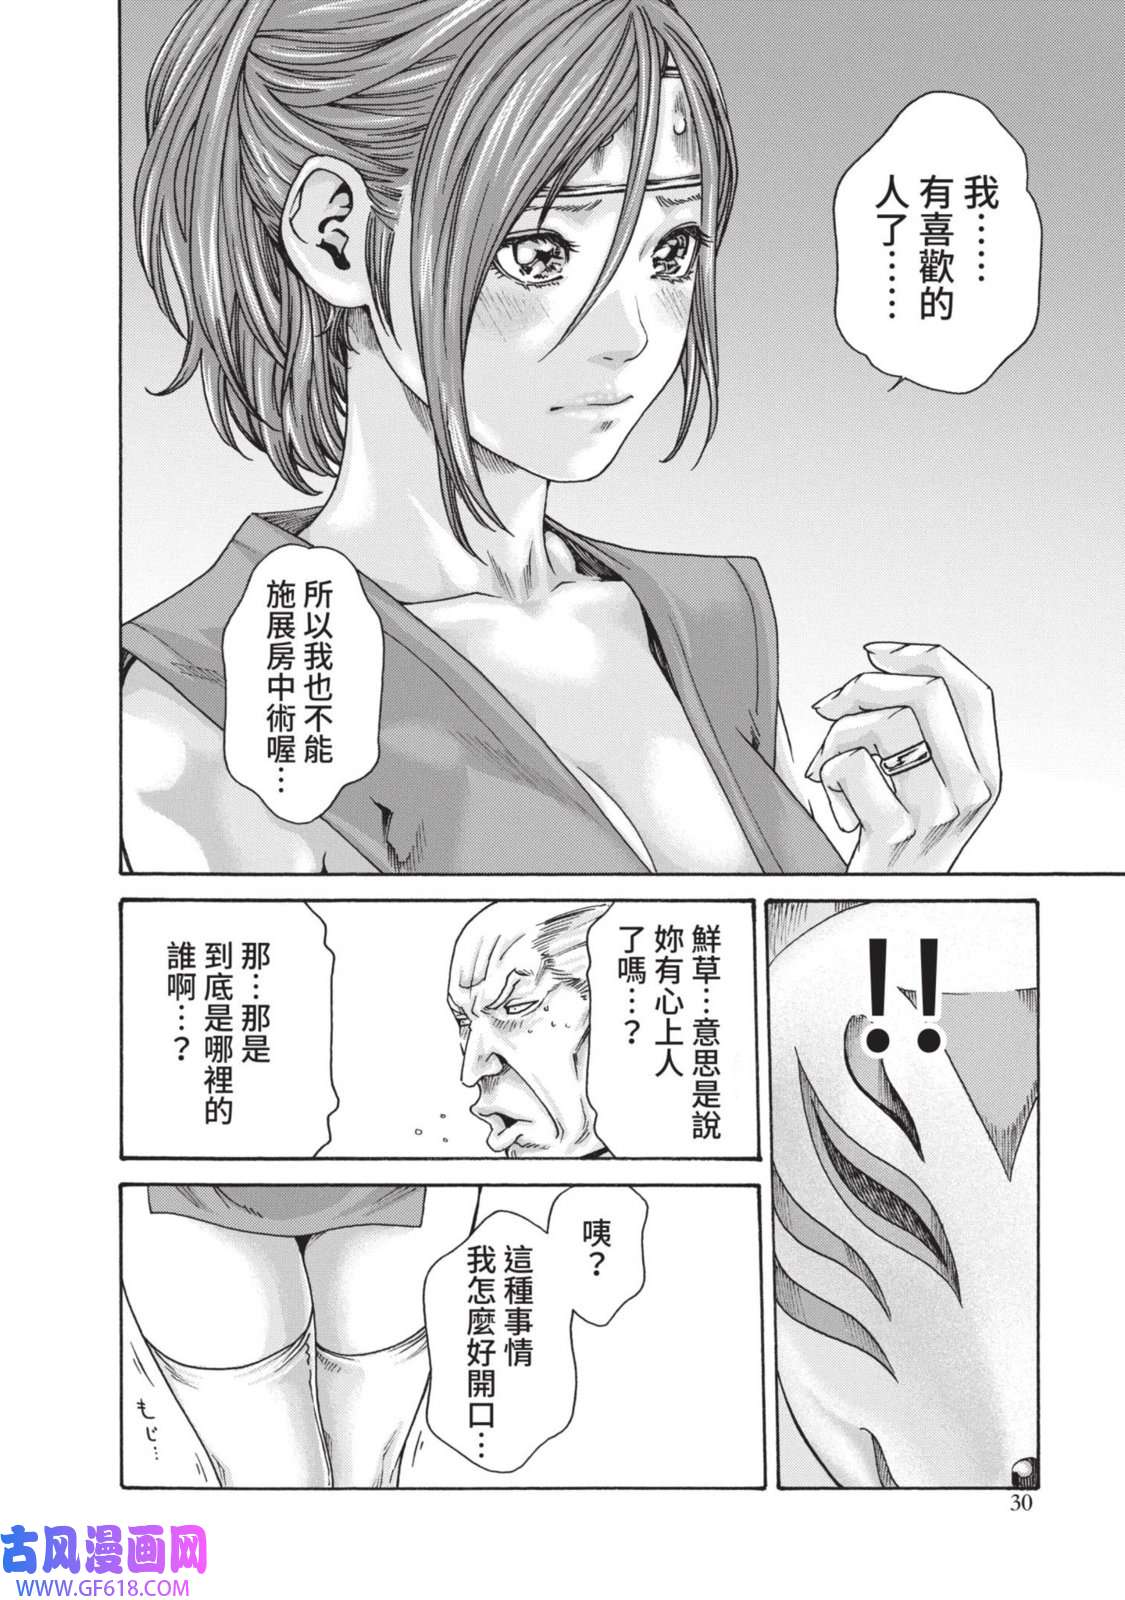 我……
有喜歡的
人了……
所以我也不能
施展房中術喔…
!!
鮮草…意思是說
妳有心上人
了嗎…？
那…那是
到底是哪裡的
誰啊…？
咦？
這種事情
我怎麼好開口…
もじ…
30
古风漫画网
WWW.GF618.COM